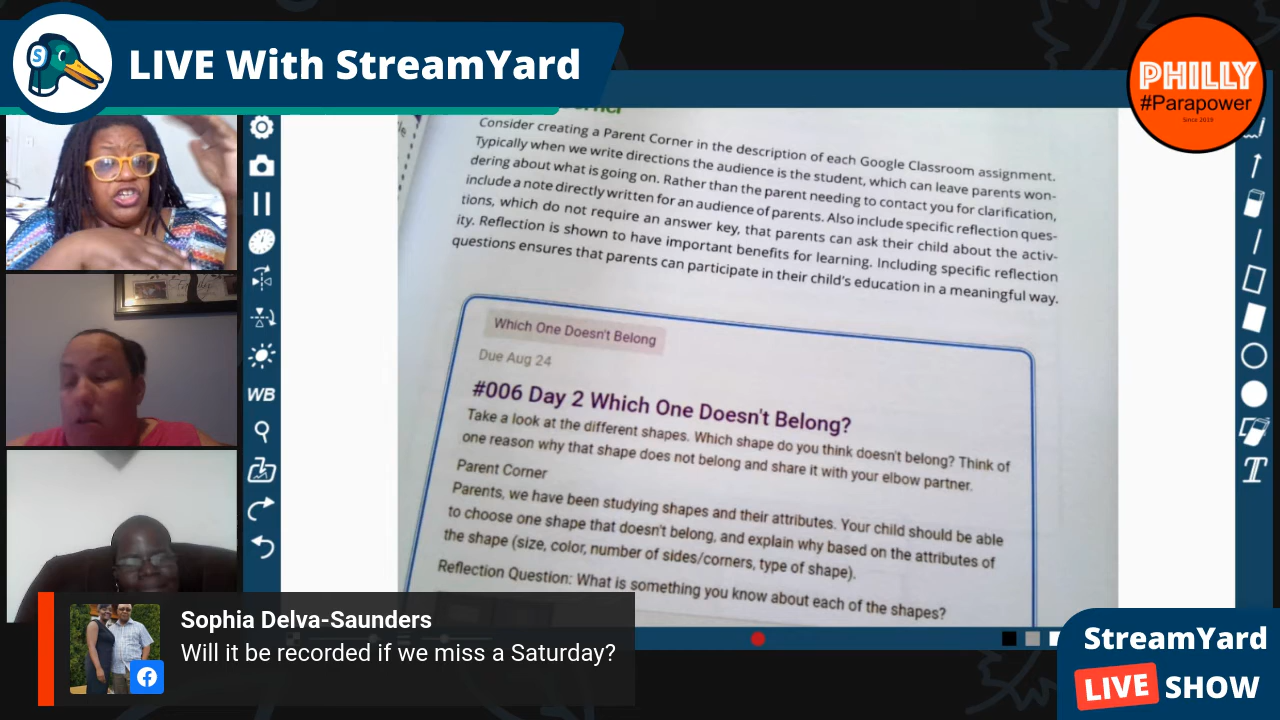 LIVE With StreamYard
S
PHILLY
#Parapower
Since 2018
Consider creating a Parent Corner in the description of each Google Classroom assignment.
Typically when we write directions the audience is the student, which can leave parents won-
dering about what is going on. Rather than the parent needing to contact you for clarification,
include a note directly written for an audience of parents. Also include specific reflection ques-
tions, which do not require an answer key, that parents can ask their child about the activ-
ity. Reflection is shown to have important benefits for learning. Including specific reflection
questions ensures that parents can participate in their child's education in a meaningful way.
Which One Doesn't Belong
Due Aug 24
#006 Day 2 Which One Doesn't Belong?
Take a look at the different shapes. Which shape do you think doesn't belong? Think of
one reason why that shape does not belong and share it with your elbow partner.
Parent Corner
Parents, we have been studying shapes and their attributes. Your child should be able
to choose one shape that doesn't belong, and explain why based on the attributes of
the shape (size, color, number of sides/corners, type of shape).
Reflection Question: What is something you know about each of the shapes?
WB
T
Sophia Delva-Saunders
Will it be recorded if we miss a Saturday?
StreamYard
LIVE SHOW